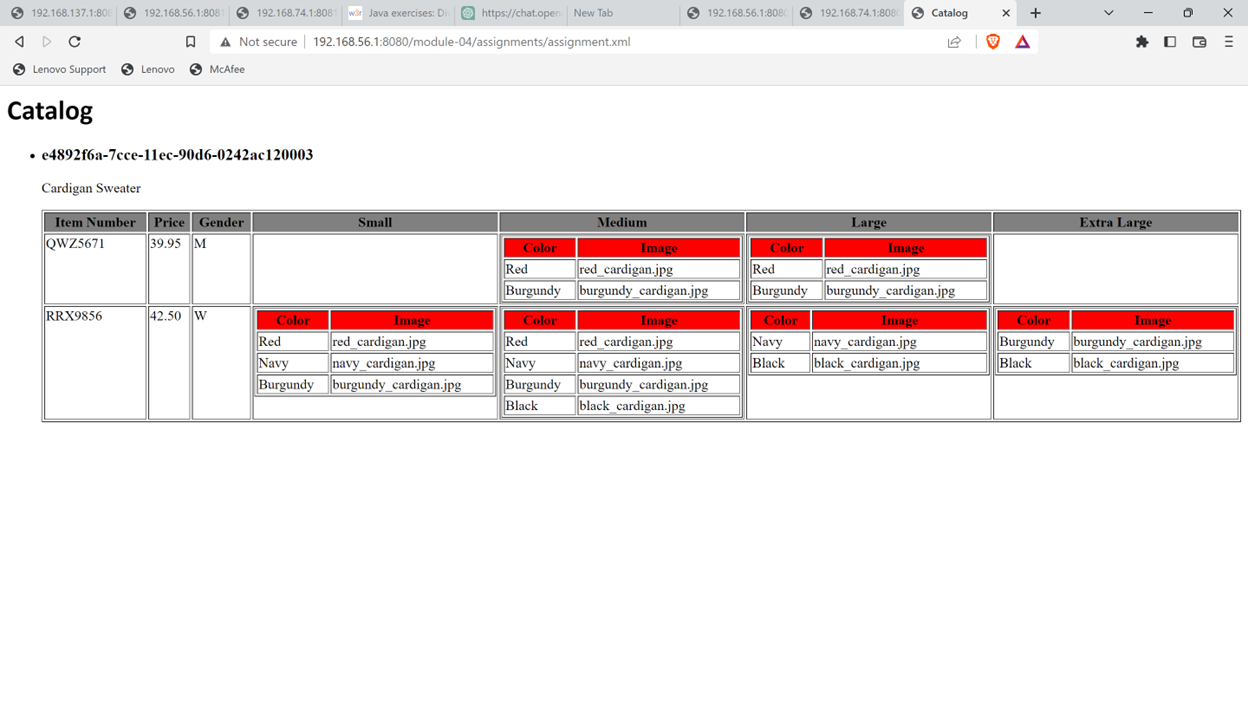 192.168.137.1:808
192.168.56.1:8081
192.168.74.1:8081
w3r Java exercises: Di
https://chat.open
New Tab
192.168.56.1:8080
192.168.74.1:8080
Catalog
Not secure 192.168.56.1:8080/module-04/assignments/assignment.xml
Lenovo Support Lenovo McAfee
Catalog
• e4892f6a-7cce-11ec-90d6-0242ac120003
Cardigan Sweater
Item Number Price Gender Small Medium Large Extra Large
QWZ5671 39.95 M
Color Image Color Image
Red red_cardigan.jpg Red red_cardigan.jpg
Burgundy burgundy_cardigan.jpg Burgundy burgundy_cardigan.jpg
RRX9856 42.50 W
Color Image Color Image Color Image Color Image
Red red_cardigan.jpg Red red_cardigan.jpg Navy navy_cardigan.jpg Burgundy burgundy_cardigan.jpg
Navy navy_cardigan.jpg Navy navy_cardigan.jpg Black black_cardigan.jpg Black black_cardigan.jpg
Burgundy burgundy_cardigan.jpg Burgundy burgundy_cardigan.jpg
Black black_cardigan.jpg